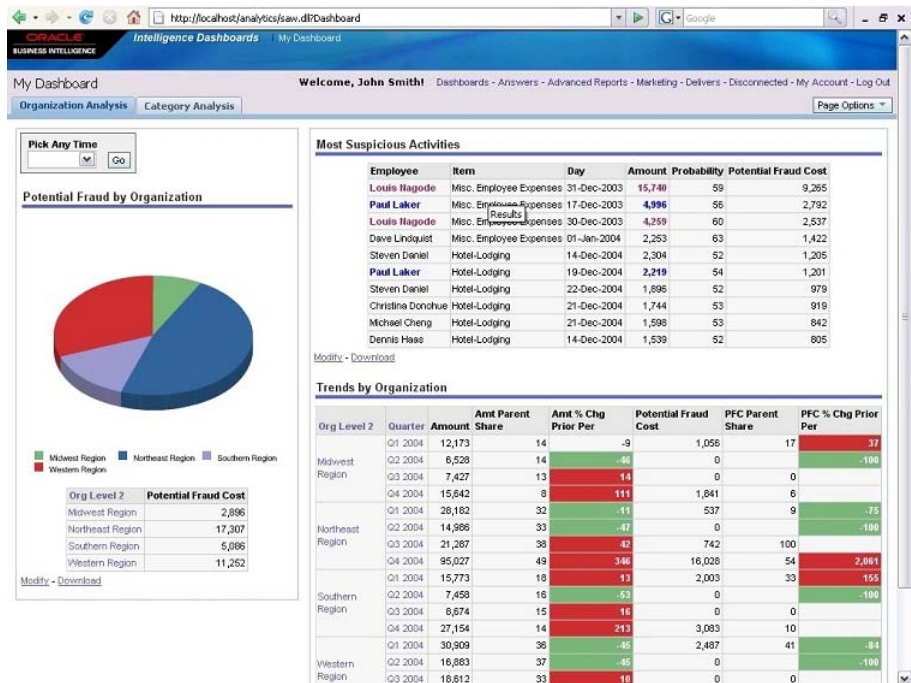 http://localhost/analytics/saw.dll?Dashboard
Google
ORACLE
BUSINESS INTELLIGENCE
Intelligence Dashboards My Dashboard
My Dashboard
Welcome, John Smith! Dashboards - Answers - Advanced Reports - Marketing - Delivers - Disconnected - My Account - Log Out
Organization Analysis Category Analysis
Page Options
Pick Any Time
Go
Potential Fraud by Organization
Midwest Region Northeast Region Southern Region
Western Region
Org Level 2 Potential Fraud Cost
Midwest Region 2,896
Northeast Region 17,307
Southern Region 5,086
Western Region 11,252
Modify - Download
Most Suspicious Activities
Employee Item Day Amount Probability Potential Fraud Cost
Louis Nagode Misc. Employee Expenses 31-Dec-2003 15,740 59 9,265
Paul Laker Misc. Employee Expenses 17-Dec-2003 4,996 56 2,792
Results
Louis Nagode Misc. Employee Expenses 30-Dec-2003 4,259 60 2,537
Dave Lindquist Misc. Employee Expenses 01-Jan-2004 2,253 63 1,422
Steven Daniel Hotel-Lodging 14-Dec-2004 2,304 52 1,205
Paul Laker Hotel-Lodging 19-Dec-2004 2,219 54 1,201
Steven Daniel Hotel-Lodging 22-Dec-2004 1,896 52 979
Christina Donohue Hotel-Lodging 21-Dec-2004 1,744 53 919
Michael Cheng Hotel-Lodging 21-Dec-2004 1,598 53 842
Dennis Haas Hotel-Lodging 14-Dec-2004 1,539 52 805
Modify - Download
Trends by Organization
Org Level 2 Quarter Amount Amt Parent Share Amt % Chg Prior Per Potential Fraud Cost PFC Parent Share PFC % Chg Prior Per
Midwest Region Q1 2004 12,173 14 -9 1,056 17 37
Q2 2004 6,528 14 -46 0 -100
Q3 2004 7,427 13 14 0 0
Q4 2004 15,642 8 111 1,841 6
Northeast Region Q1 2004 28,182 32 -11 537 9 -75
Q2 2004 14,986 33 -47 0 -100
Q3 2004 21,287 38 42 742 100
Q4 2004 95,027 49 346 16,028 54 2,061
Southern Region Q1 2004 15,773 18 13 2,003 33 155
Q2 2004 7,458 16 -53 0 -100
Q3 2004 8,674 15 16 0 0
Q4 2004 27,154 14 213 3,083 10
Western Region Q1 2004 30,909 36 -45 2,487 41 -84
Q2 2004 16,883 37 -45 0 -100
Q3 2004 18,612 33 10 0 0